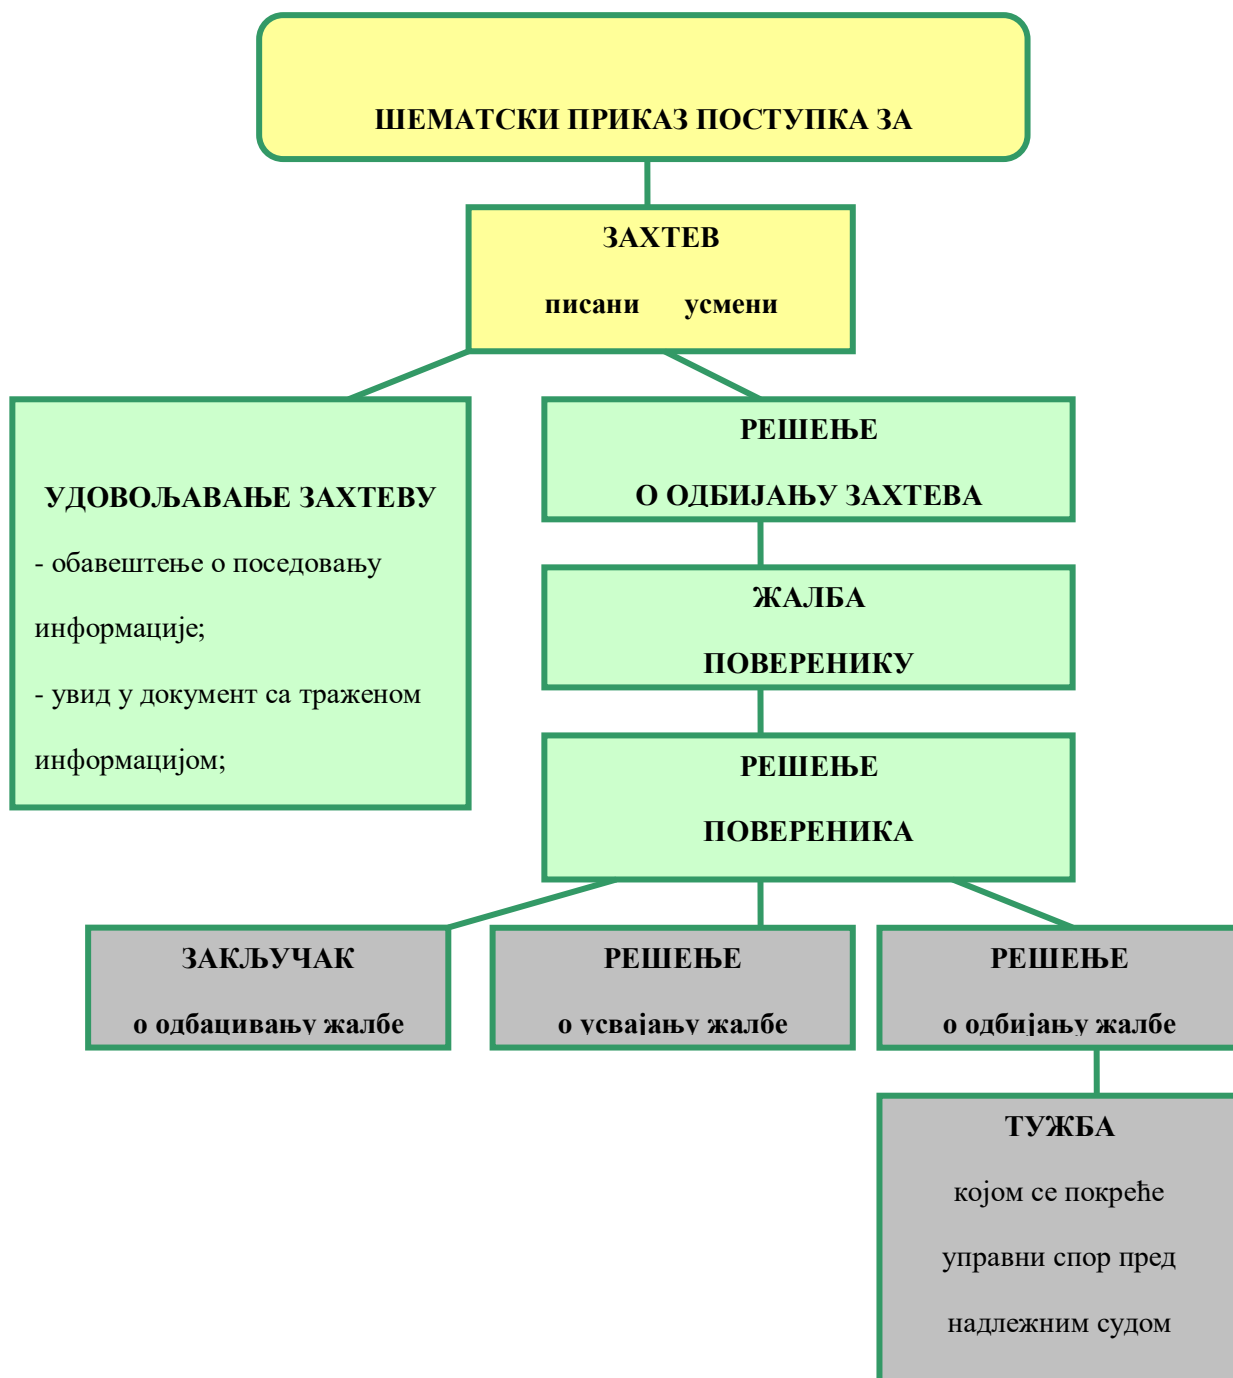 ШЕМАТСКИ ПРИКАЗ ПОСТУПКА ЗА
ЗАХТЕВ
писани усмени
УДОВОЉАВАЊЕ ЗАХТЕВУ
- обавештење о поседовању
информације;
- увид у документ са траженом
информацијом;
РЕШЕЊЕ
О ОДБИЈАЊУ ЗАХТЕВА
ЖАЛБА
ПОВЕРЕНИКУ
РЕШЕЊЕ
ПОВЕРЕНИКА
ЗАКЉУЧАК
о одбацивању жалбе
РЕШЕЊЕ
о усвајању жалбе
РЕШЕЊЕ
о одбијању жалбе
ТУЖБА
којом се покреће
управни спор пред
надлежним судом